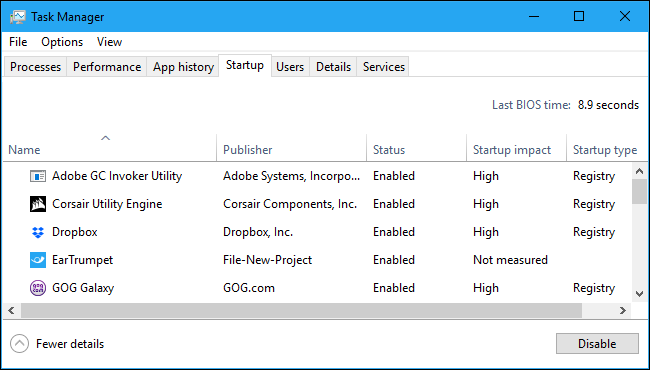 Task Manager
File Options View
Processes Performance App history Startup Users Details Services
Last BIOS time: 8.9 seconds
Name Publisher Status Startup impact Startup type
Adobe GC Invoker Utility Adobe Systems, Incorpo... Enabled High Registry
Corsair Utility Engine Corsair Components, Inc. Enabled High Registry
Dropbox Dropbox, Inc. Enabled High Registry
EarTrumpet File-New-Project Enabled Not measured
GOG Galaxy GOG.com Enabled High Registry
Fewer details Disable